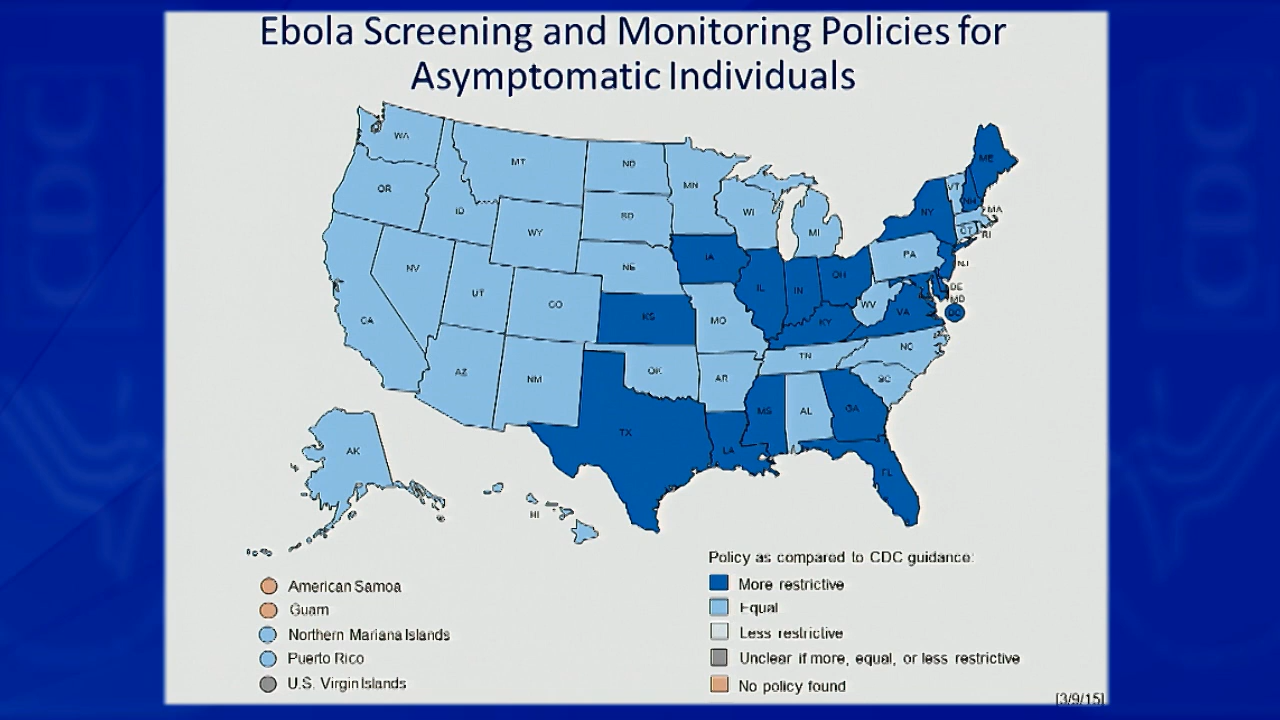 Ebola Screening and Monitoring Policies for
Asymptomatic Individuals
WA
MT
ND
MN
ME
OR
ID
SD
WI
MI
VT
NH
NY
MA
WY
CT
RI
IA
PA
NJ
NV
NE
IL
IN
OH
DE
MD
UT
CO
WV
VA
DC
CA
KS
MO
KY
AZ
NM
OK
AR
TN
NC
SC
TX
LA
MS
AL
GA
FL
AK
HI
Policy as compared to CDC guidance:
More restrictive
Equal
Less restrictive
Unclear if more, equal, or less restrictive
No policy found
American Samoa
Guam
Northern Mariana Islands
Puerto Rico
U.S. Virgin Islands
[3/9/15]
CDC
CDC